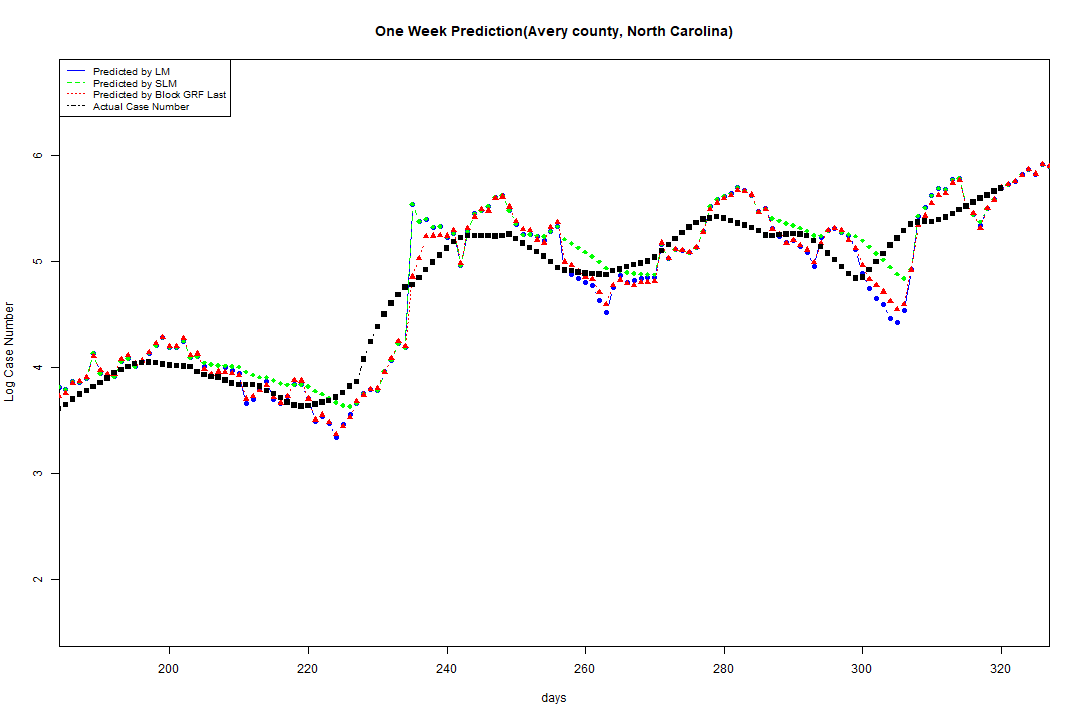 One Week Prediction(Avery county, North Carolina)
Predicted by LM
Predicted by SLM
Predicted by Block GRF Last
Actual Case Number
6
5
4
3
2
Log Case Number
200 220 240 260 280 300 320
days